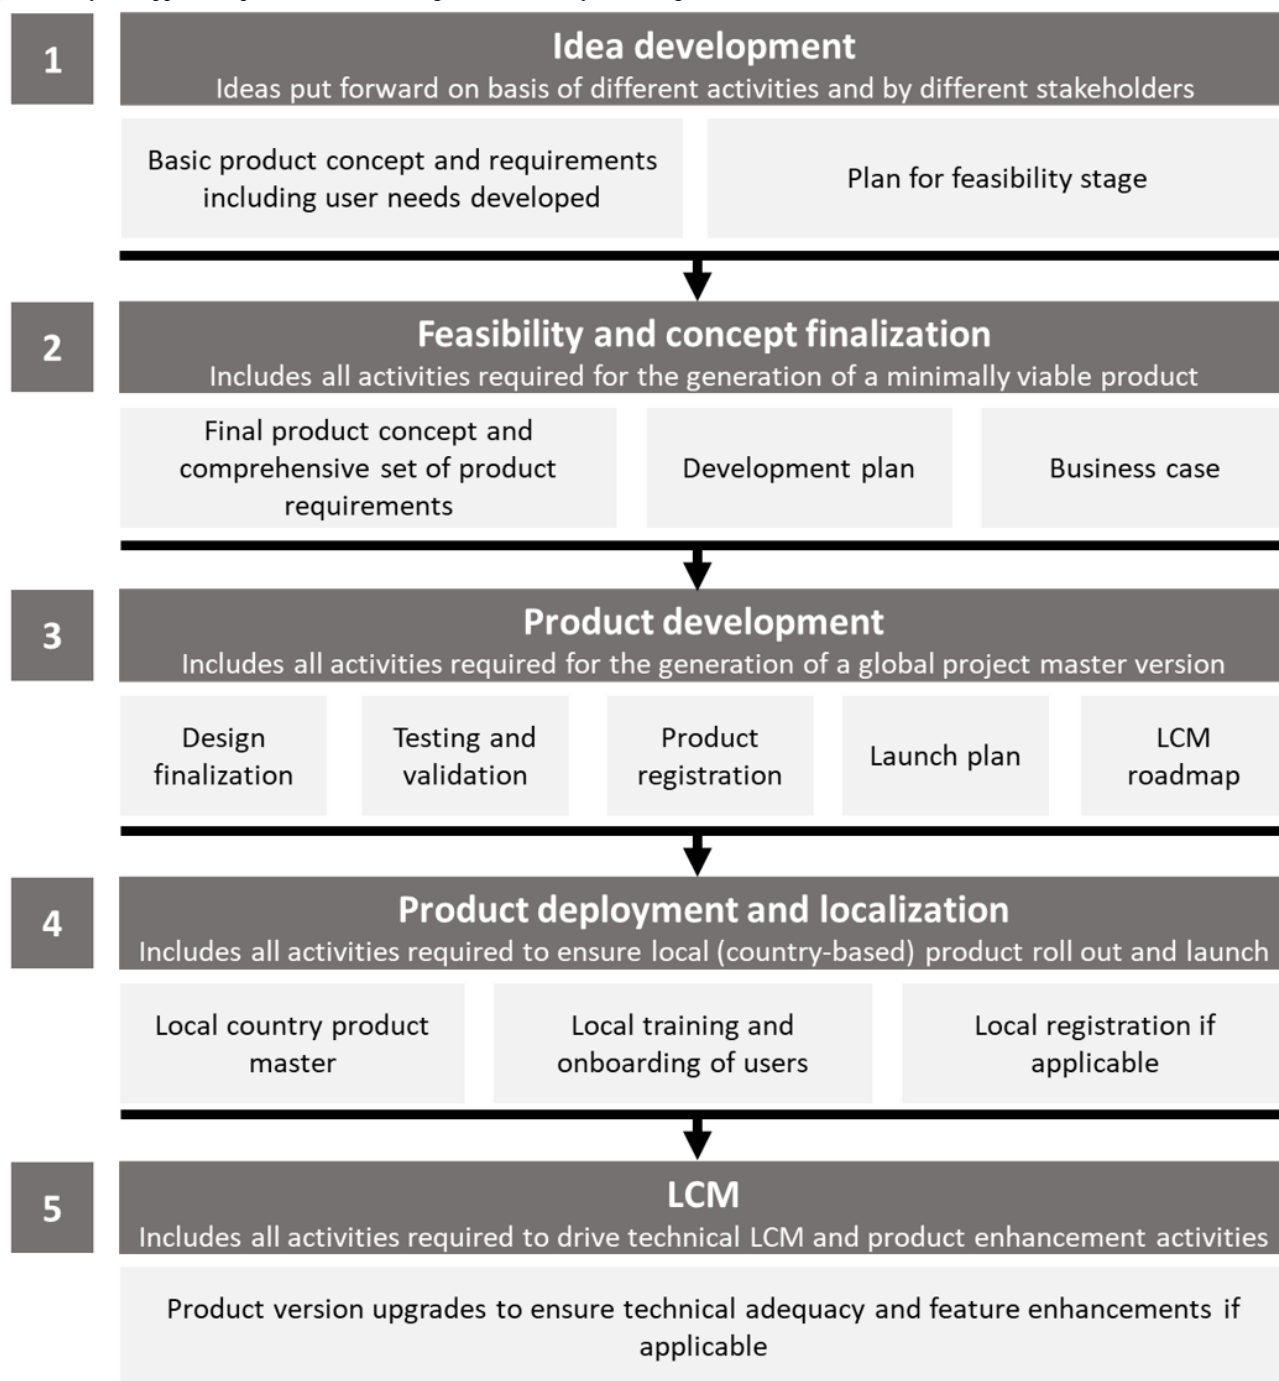 1
Idea development
Ideas put forward on basis of different activities and by different stakeholders
Basic product concept and requirements
including user needs developed
Plan for feasibility stage
2
Feasibility and concept finalization
Includes all activities required for the generation of a minimally viable product
Final product concept and
comprehensive set of product
requirements
Development plan
Business case
3
Product development
Includes all activities required for the generation of a global project master version
Design
finalization
Testing and
validation
Product
registration
Launch plan
LCM
roadmap
4
Product deployment and localization
Includes all activities required to ensure local (country-based) product roll out and launch
Local country product
master
Local training and
onboarding of users
Local registration if
applicable
5
LCM
Includes all activities required to drive technical LCM and product enhancement activities
Product version upgrades to ensure technical adequacy and feature enhancements if
applicable